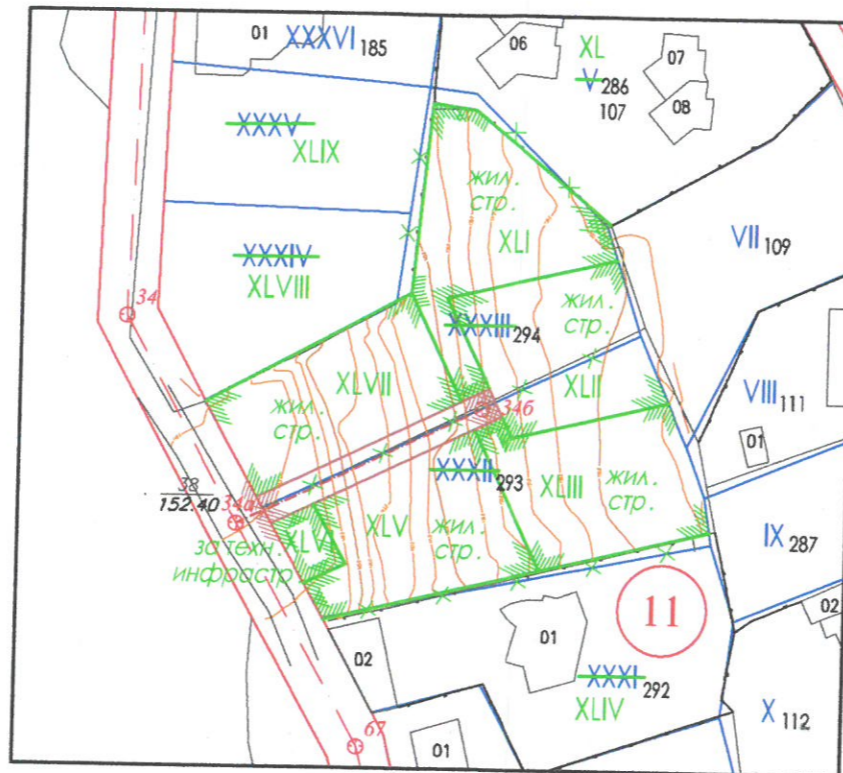 01 XXXVI 185
06
XL
V 286
107
07
08
XXXV
XLIX
жил.
стр.
XLI
VII 109
XXXIV
XLVIII
34
жил.
стр.
XXXIII 294
XLVII
жил.
стр.
346
XLII
VIII 111
01
38
152.40
34а
XXXII 293
XLIII
жил.
стр.
XLV
жил.
стр.
XLVI
за техн.
инфрастр.
IX 287
11
02
01
02
XXXI 292
XLIV
X 112
67
01